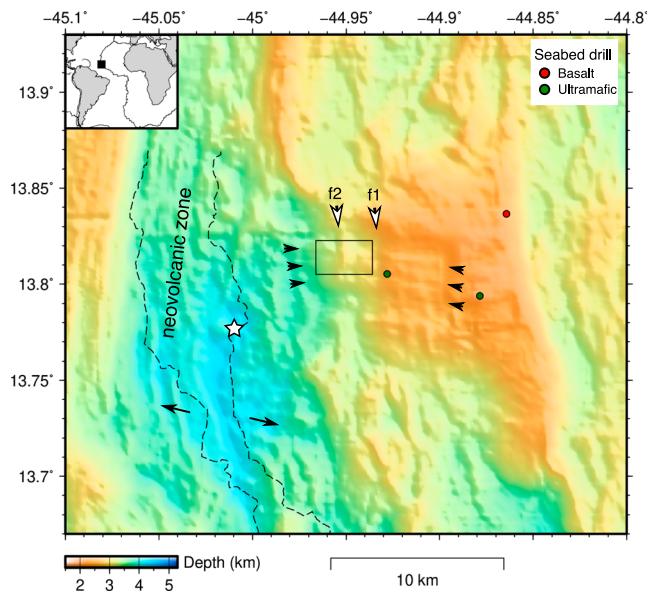 −45.1 −45.05 −45° −44.95 −44.9 −44.85 −44.8
Seabed drill
Basalt
Ultramafic
13.9°
13.85°
13.8°
13.75°
13.7°
f2 f1
neovolcanic zone
Depth (km)
2 3 4 5
10 km